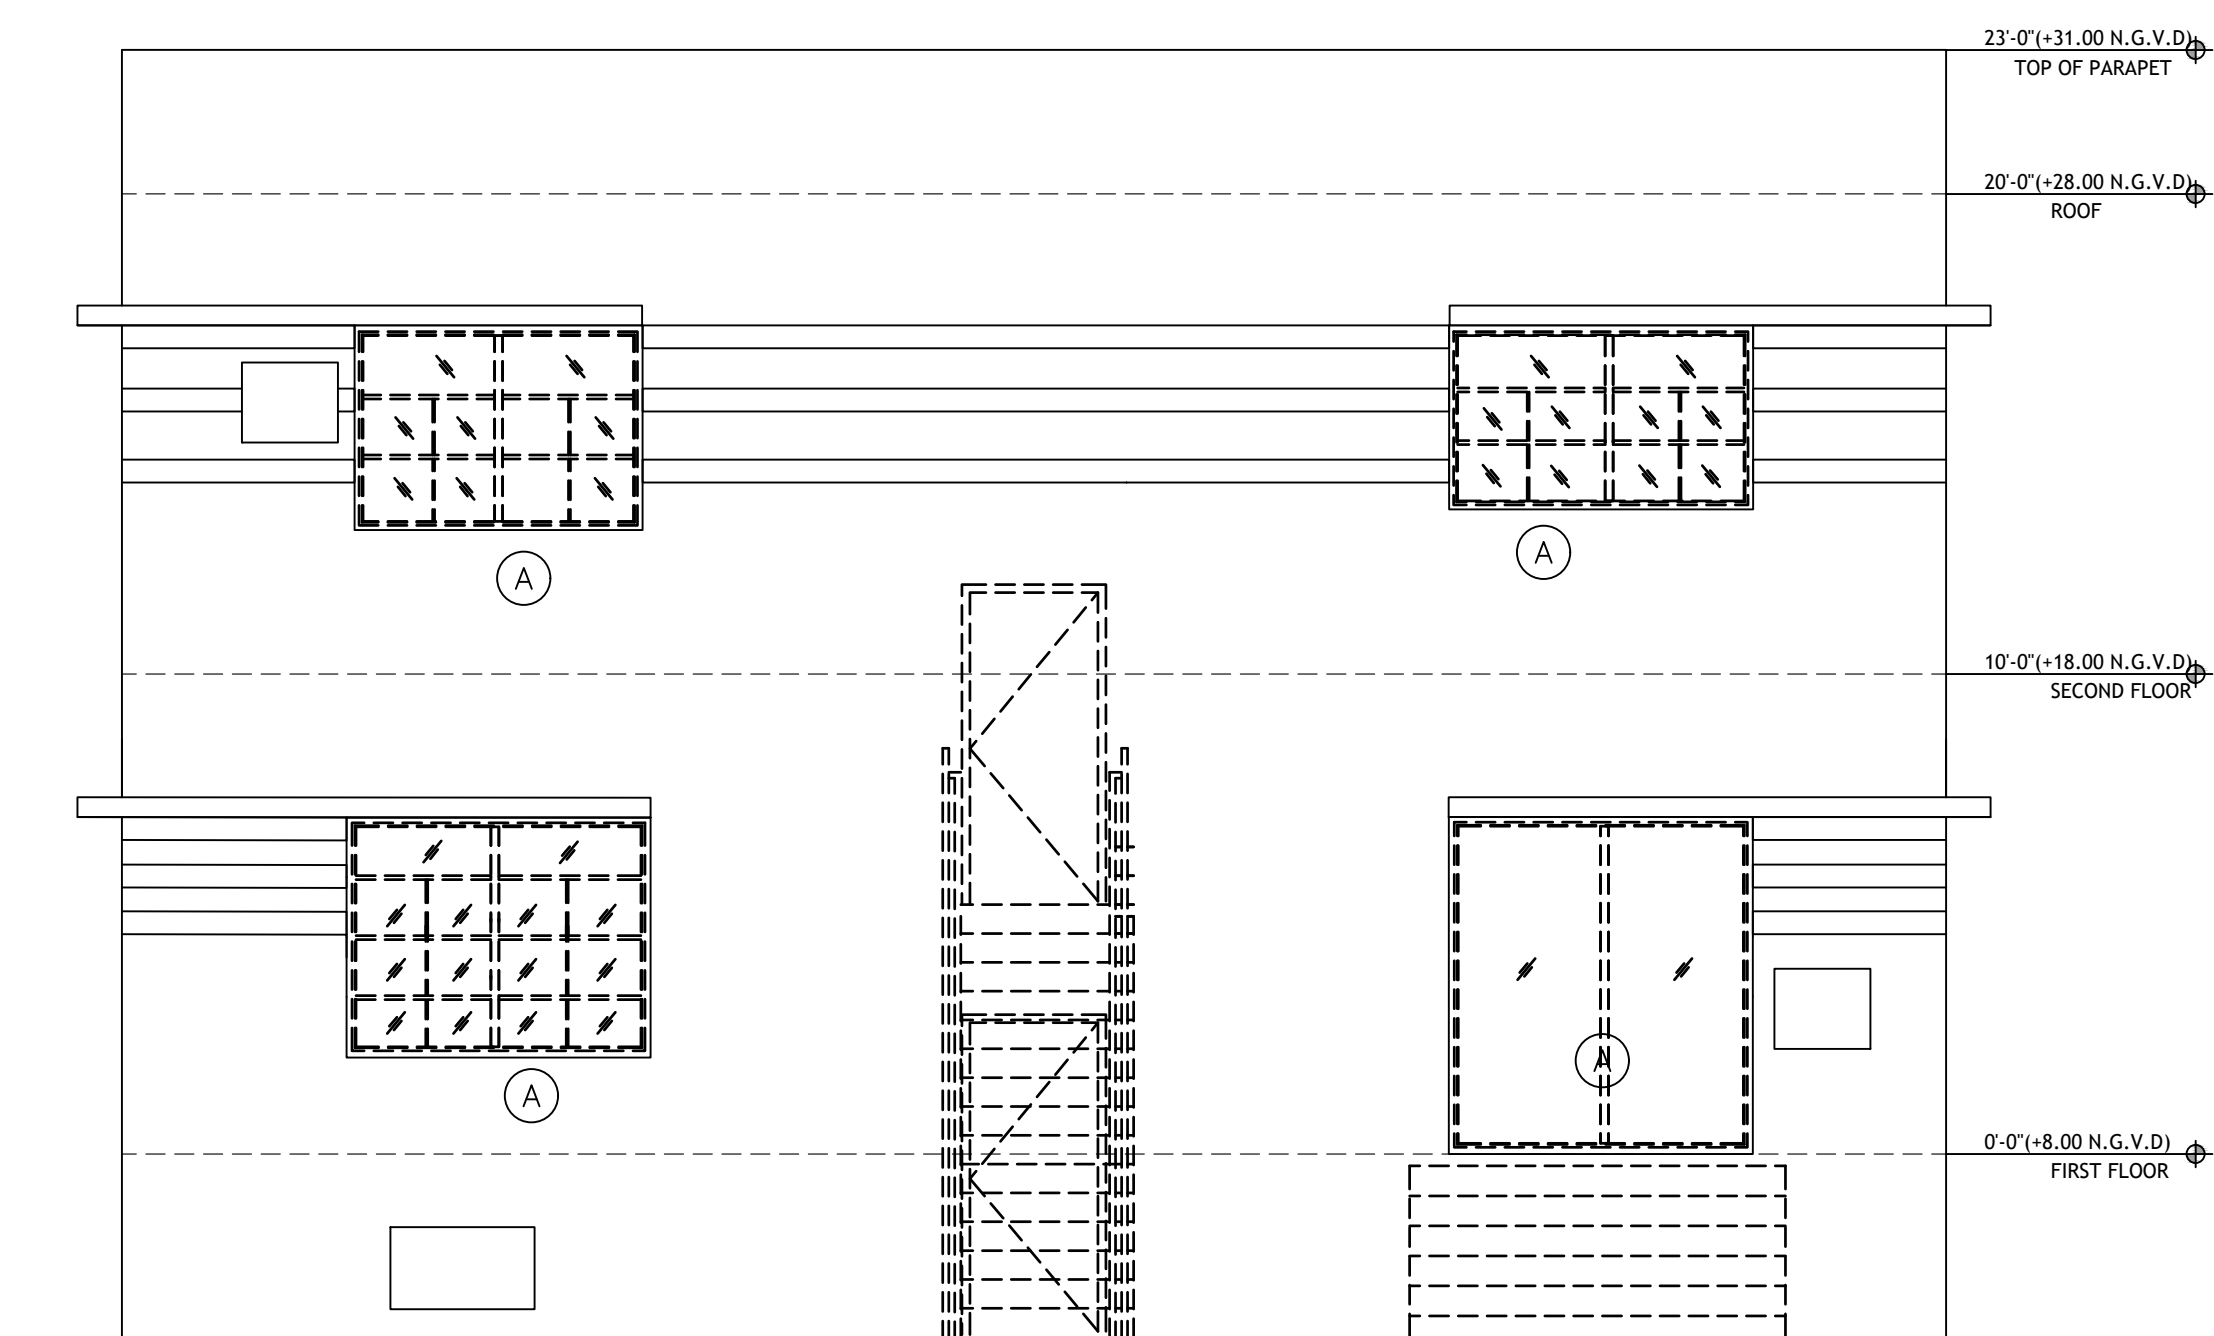 23'-0"(+31.00 N.G.V.D)
TOP OF PARAPET
20'-0"(+28.00 N.G.V.D)
ROOF
A
A
10'-0"(+18.00 N.G.V.D)
SECOND FLOOR
A
A
0'-0"(+8.00 N.G.V.D)
FIRST FLOOR